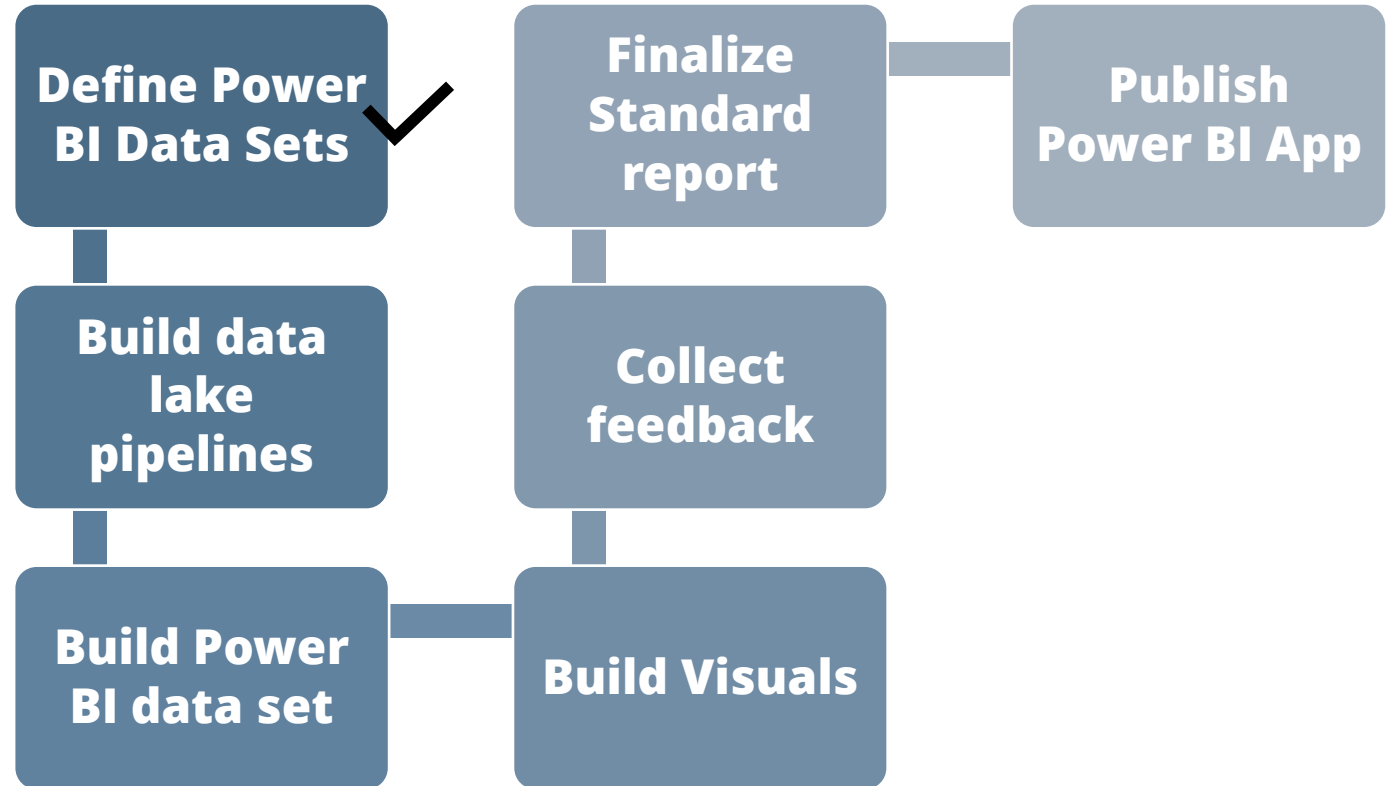 Define Power
BI Data Sets
Build data
lake
pipelines
Build Power
BI data set
Build Visuals
Collect
feedback
Finalize
Standard
report
Publish
Power BI App